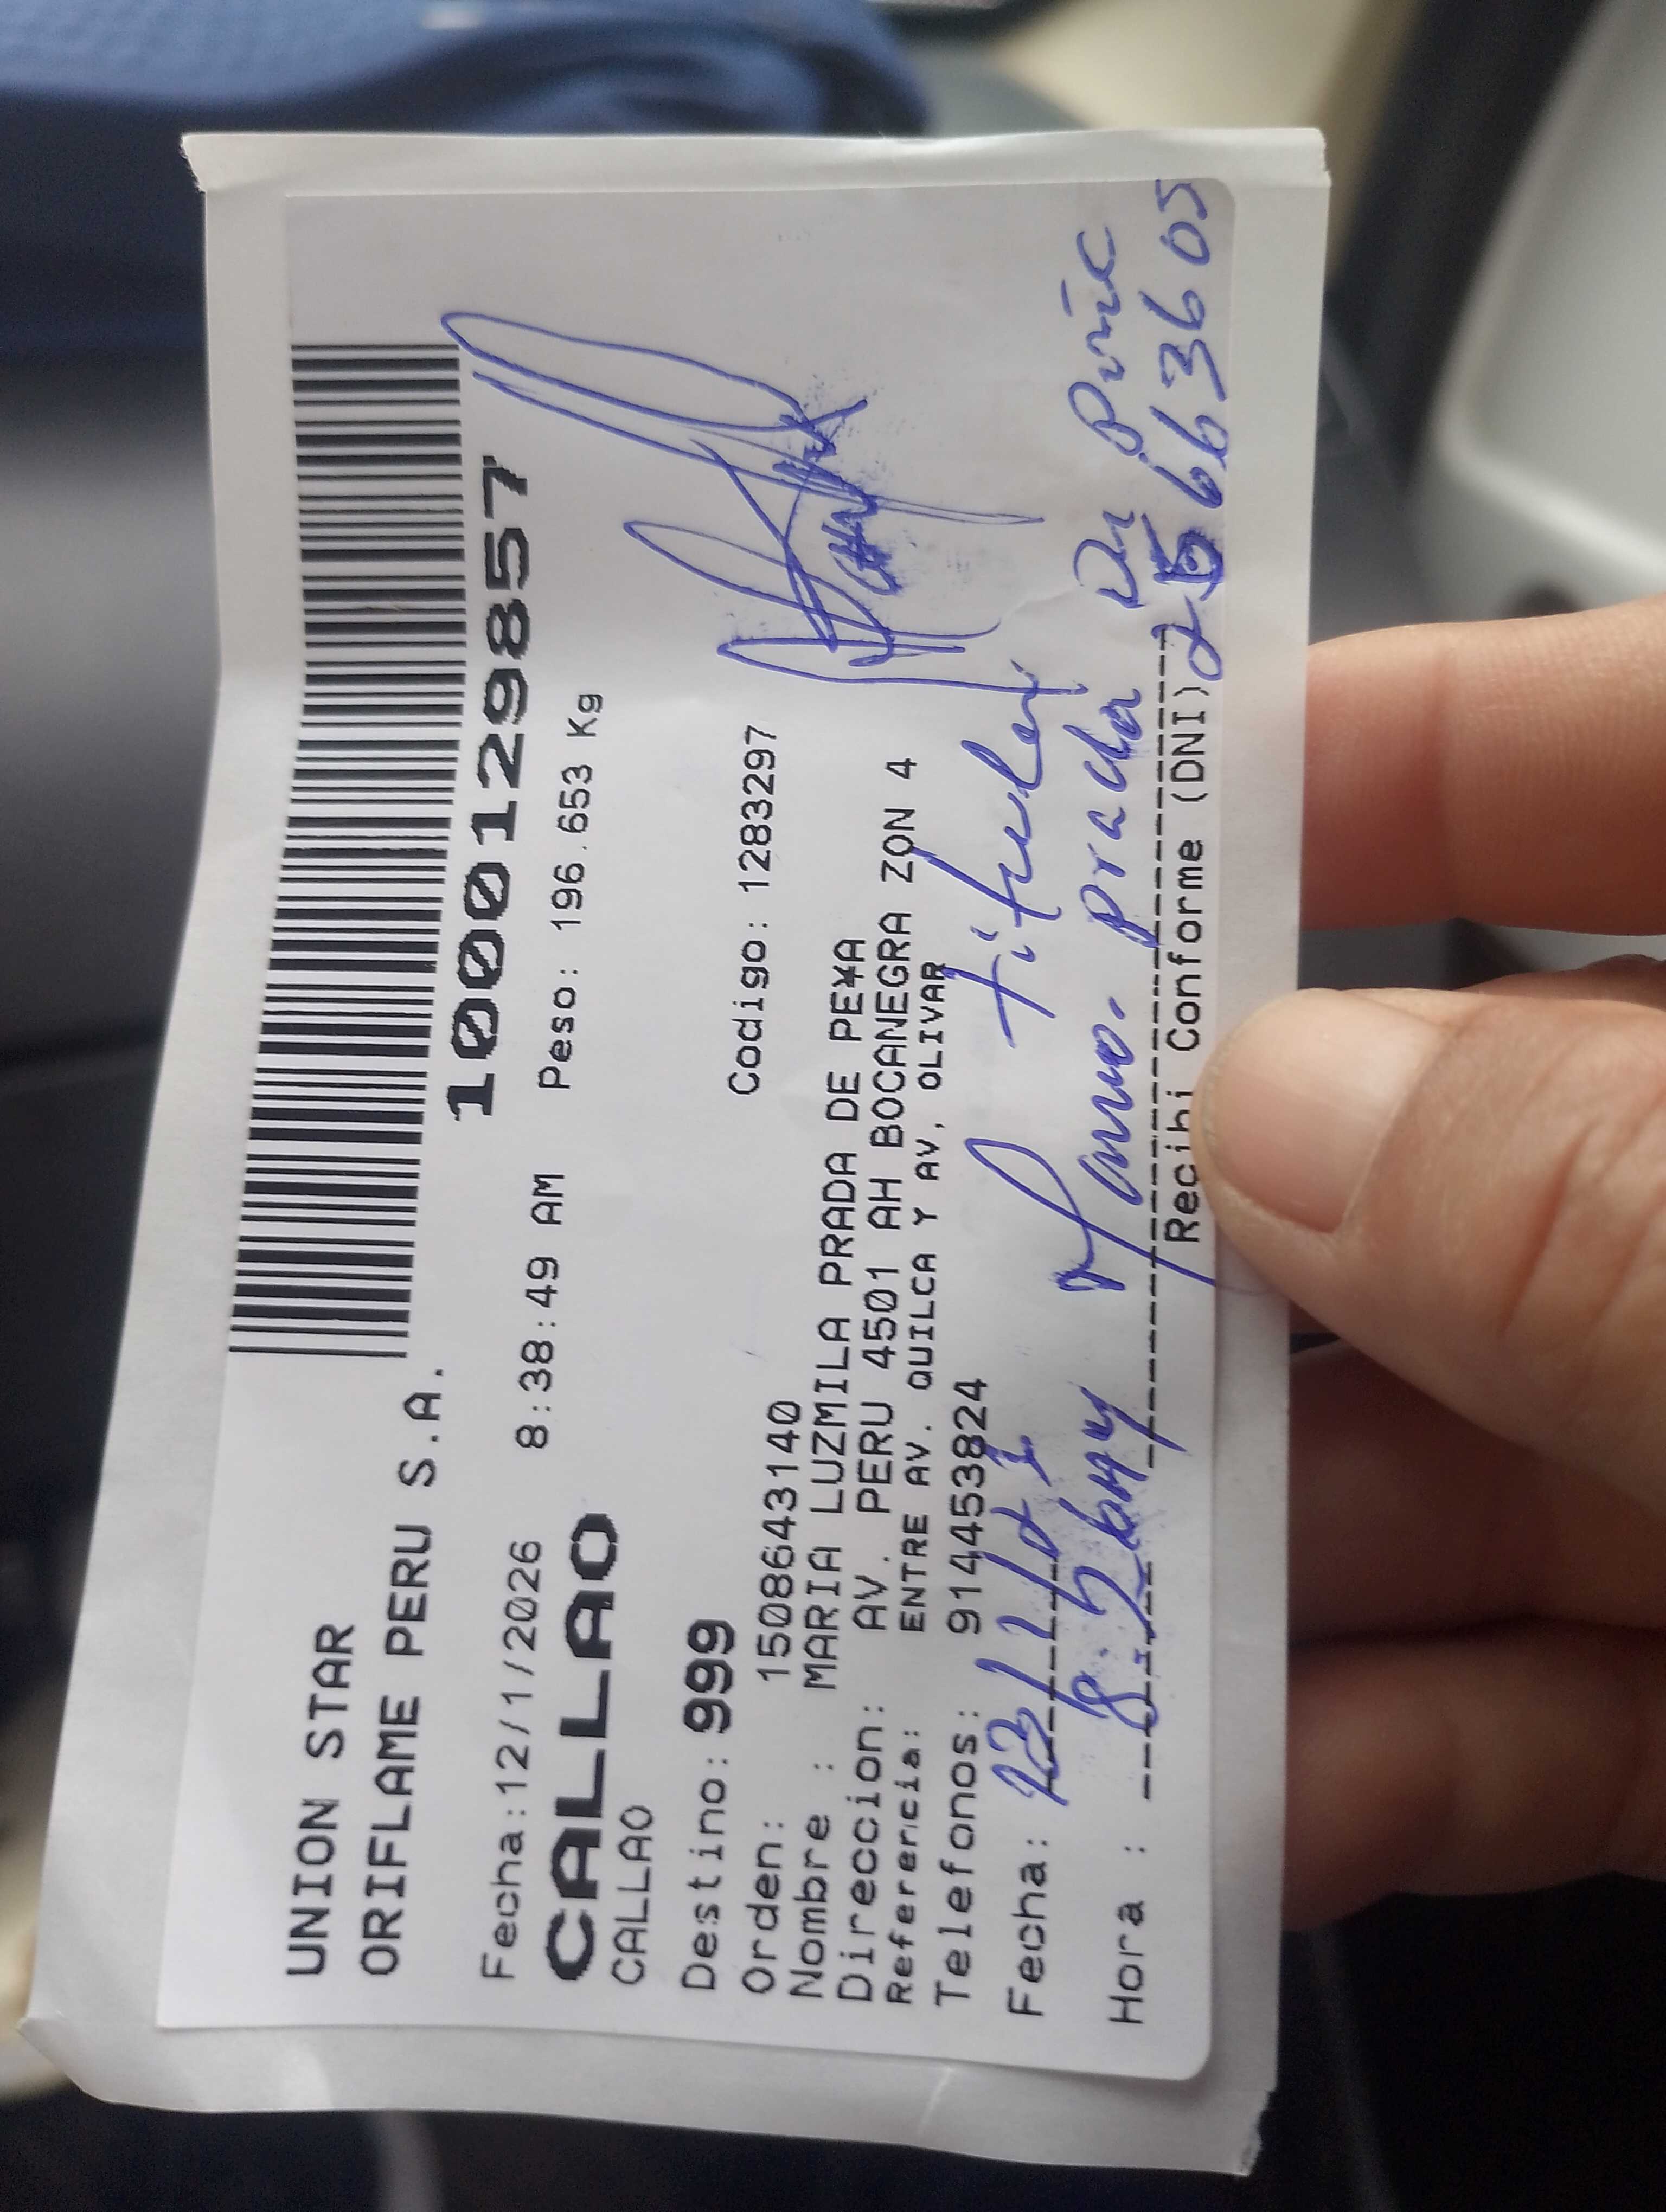 UNION STAR
ORIFLAME PERU S.A.
1000129857
Fecha:12/1/2026 8:38:49 AM Peso: 196.653 Kg
CALLAO
CALLAO
Destino: 999
Orden: 1508643140 Codigo: 1283297
Nombre : MARIA LUZMILA PRADA DE PE¥A
Direccion: AV. PERU 4501 AH BOCANEGRA ZON 4
Referencia: ENTRE AV. QUILCA Y AV, OLIVAR
Telefonos: 914453824
titular
Fecha:
Prada De
Hora :
Recibi Conforme (DNI) 25663605